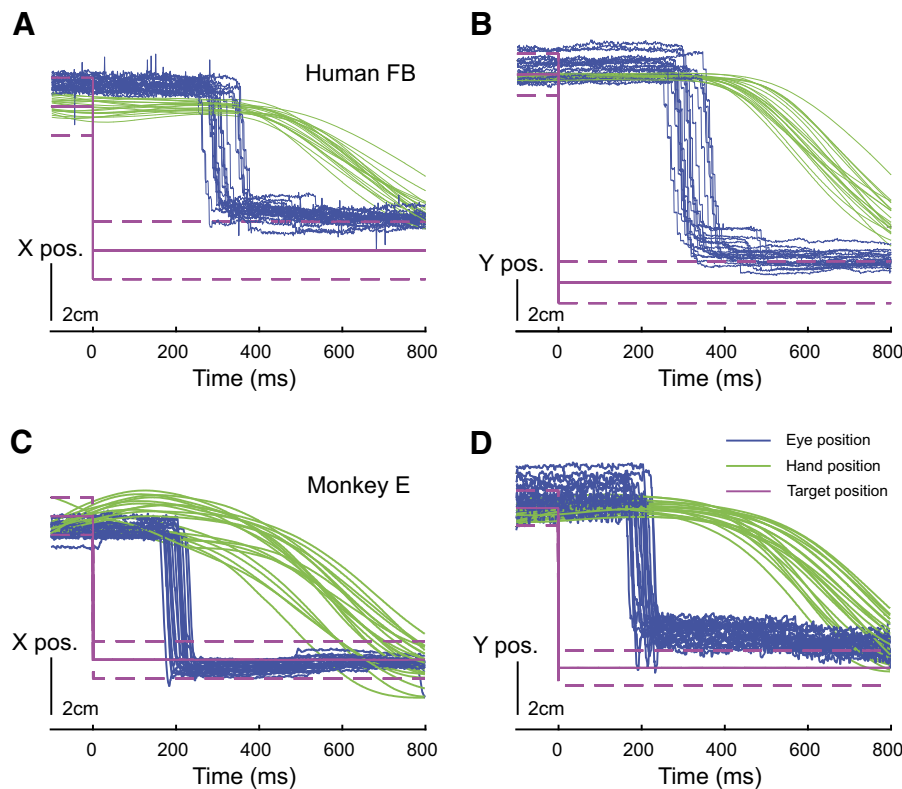 A
Human FB
X pos.
2cm
0 200 400 600 800
Time (ms)
B
Y pos.
2cm
0 200 400 600 800
Time (ms)
C
Monkey E
X pos.
2cm
0 200 400 600 800
Time (ms)
D
Eye position
Hand position
Target position
Y pos.
2cm
0 200 400 600 800
Time (ms)